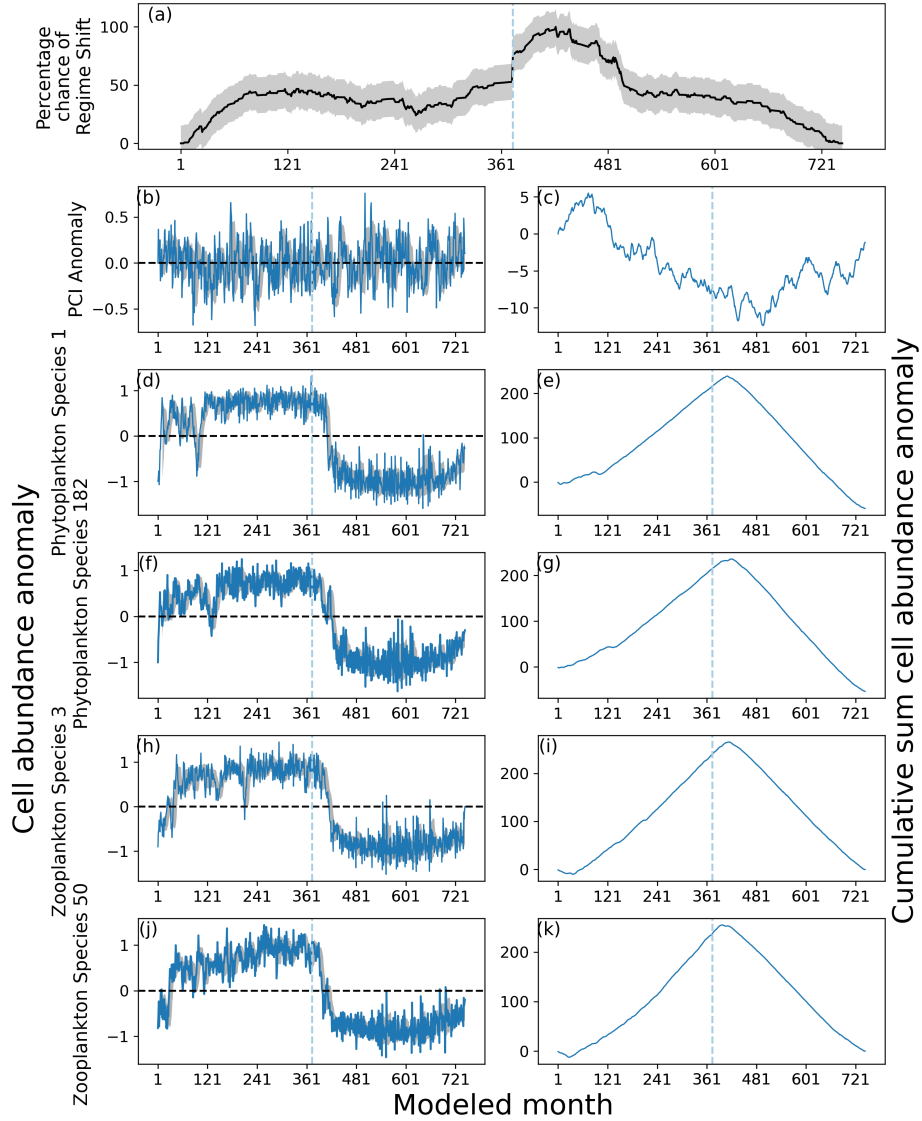 (a)
Percentage
chance of
Regime Shift
100
50
0
1 121 241 361 481 601 721
(b)
PCI Anomaly
0.5
0.0
−0.5
1 121 241 361 481 601 721
(c)
5
0
−5
−10
1 121 241 361 481 601 721
Cell abundance anomaly
Cumulative sum cell abundance anomaly
(d)
Phytoplankton Species 1
1
0
−1
1 121 241 361 481 601 721
(e)
200
100
0
1 121 241 361 481 601 721
(f)
Phytoplankton Species 182
1
0
−1
1 121 241 361 481 601 721
(g)
200
100
0
1 121 241 361 481 601 721
(h)
Zooplankton Species 3
1
0
−1
1 121 241 361 481 601 721
(i)
200
100
0
1 121 241 361 481 601 721
(j)
Zooplankton Species 50
1
0
−1
1 121 241 361 481 601 721
(k)
200
100
0
1 121 241 361 481 601 721
Modeled month